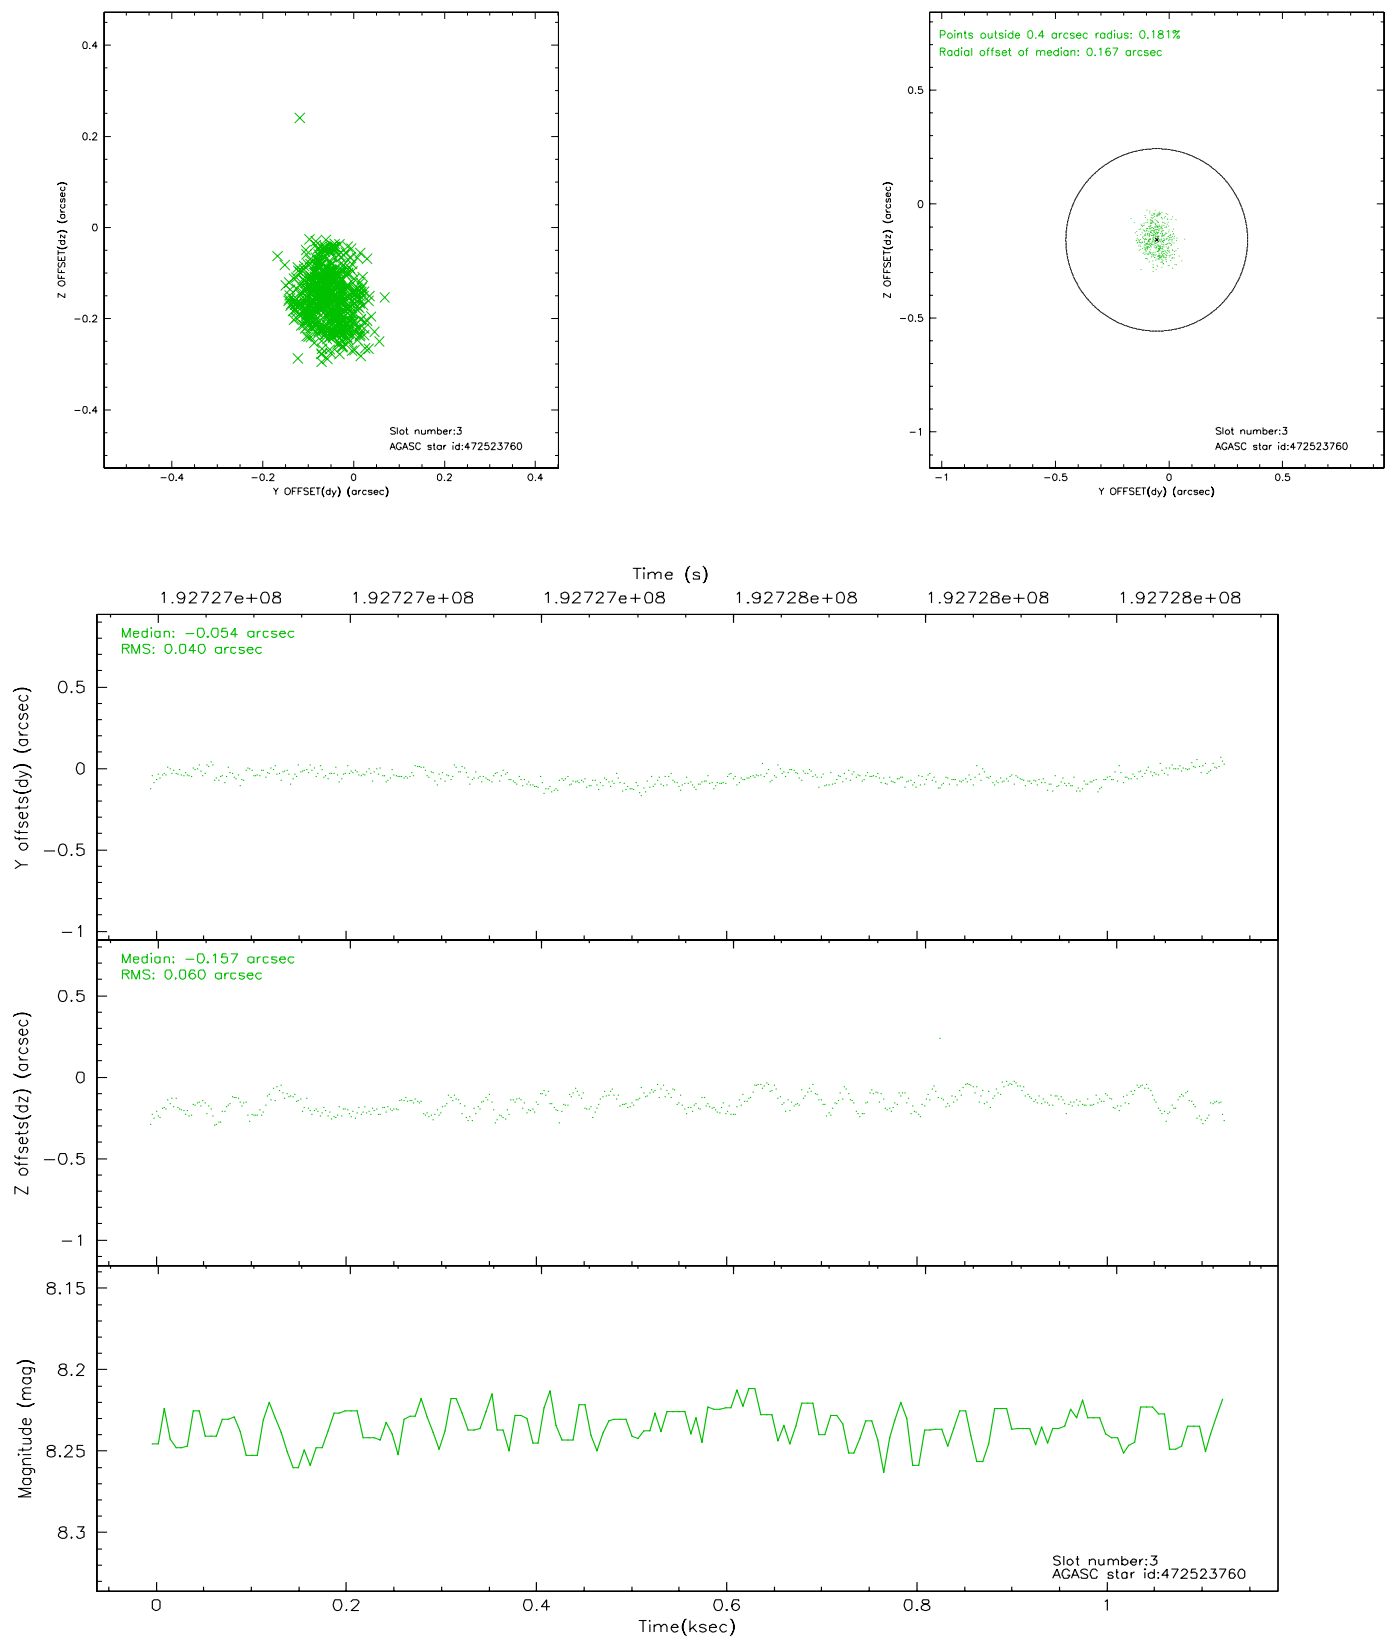 0.4
0.2
0
−0.2
−0.4
Z OFFSET(dz) (arcsec)
Slot number:3
AGASC star id:472523760
−0.4 −0.2 0 0.2 0.4
Y OFFSET(dy) (arcsec)
Points outside 0.4 arcsec radius: 0.181%
Radial offset of median: 0.167 arcsec
0.5
0
−0.5
−1
Z OFFSET(dz) (arcsec)
Slot number:3
AGASC star id:472523760
−1 −0.5 0 0.5
Y OFFSET(dy) (arcsec)
Time (s)
1.92727e+08 1.92727e+08 1.92727e+08 1.92728e+08 1.92728e+08 1.92728e+08
Median: −0.054 arcsec
RMS: 0.040 arcsec
0.5
0
−0.5
−1
Y offsets(dy) (arcsec)
Median: −0.157 arcsec
RMS: 0.060 arcsec
0.5
0
−0.5
−1
Z offsets(dz) (arcsec)
8.15
8.2
8.25
8.3
Magnitude (mag)
Slot number:3
AGASC star id:472523760
0 0.2 0.4 0.6 0.8 1
Time(ksec)